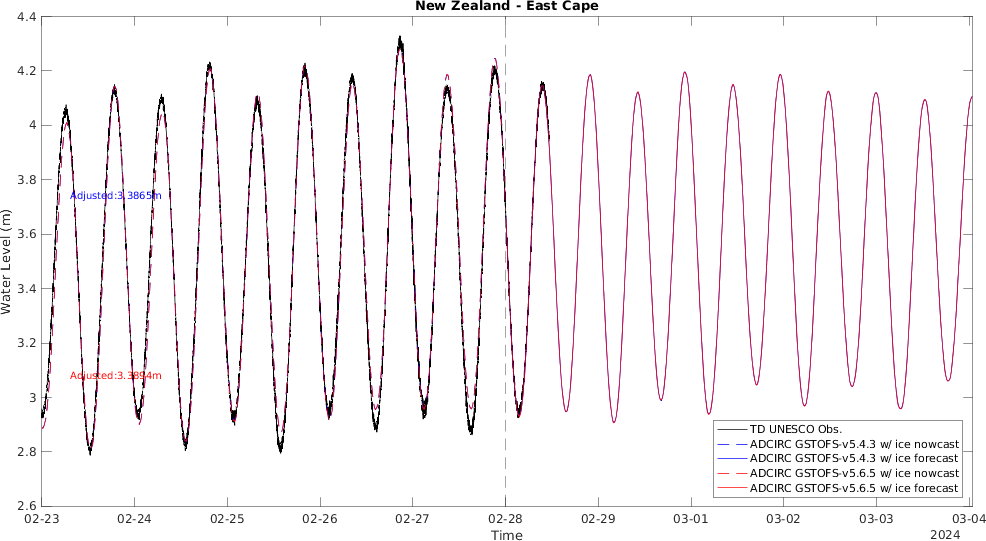 New Zealand - East Cape
4.4
4.2
4
3.8
3.6
3.4
3.2
3
2.8
2.6
Water Level (m)
Adjusted:3.3865m
Adjusted:3.3894m
TD UNESCO Obs.
ADCIRC GSTOFS-v5.4.3 w/ ice nowcast
ADCIRC GSTOFS-v5.4.3 w/ ice forecast
ADCIRC GSTOFS-v5.6.5 w/ ice nowcast
ADCIRC GSTOFS-v5.6.5 w/ ice forecast
02-23 02-24 02-25 02-26 02-27 02-28 02-29 03-01 03-02 03-03 03-04
Time
2024